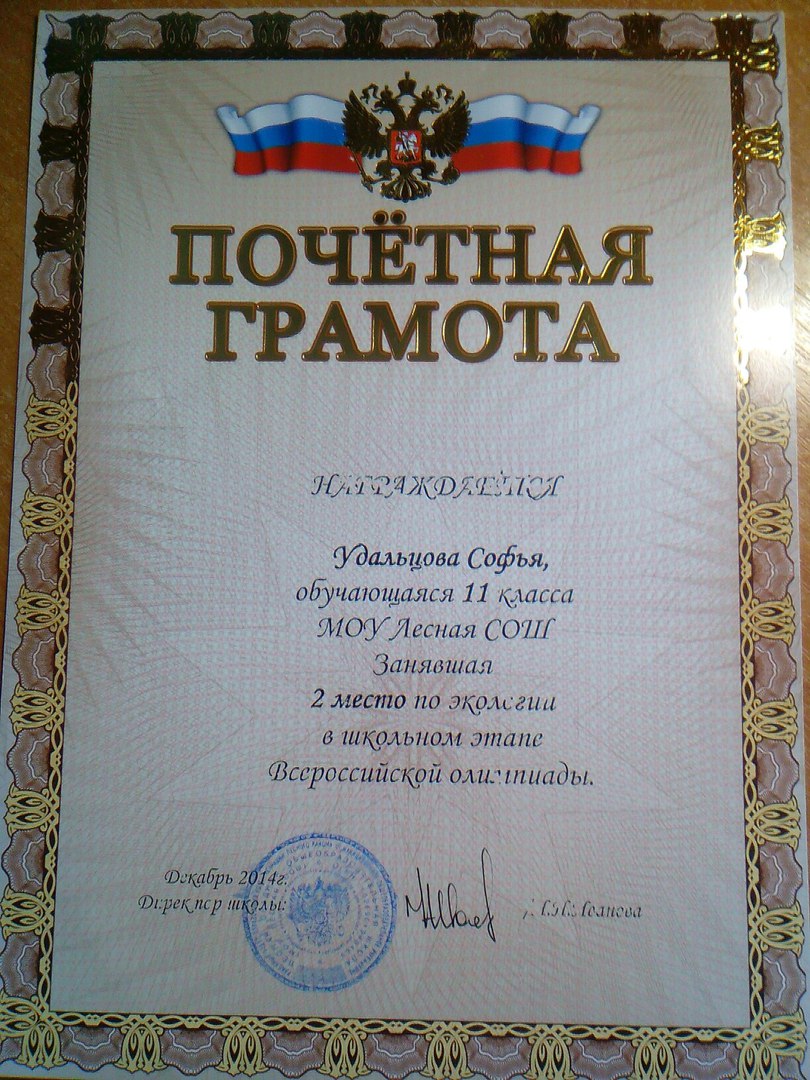 ПОЧЁТНАЯ
ГРАМОТА
НАГРАЖДАЕТСЯ
Удальцова Софья,
обучающаяся 11 класса
МОУ Лесная СОШ
Занявшая
2 место по экологии
в школьном этапе
Всероссийской олимпиады.
Декабрь 2014г.
Директор школы: